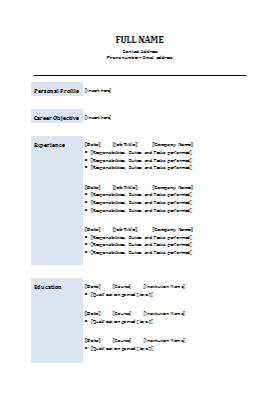 FULL NAME
Contact Address
Phone number – Email address
Personal Profile [Insert here]
Career Objective [Insert here]
Experience [Date] [Job Title] [Company Name]
• [Responsibilities, Duties and Tasks performed]
• [Responsibilities, Duties and Tasks performed]
• [Responsibilities, Duties and Tasks performed]
[Date] [Job Title] [Company Name]
• [Responsibilities, Duties and Tasks performed]
• [Responsibilities, Duties and Tasks performed]
• [Responsibilities, Duties and Tasks performed]
[Date] [Job Title] [Company Name]
• [Responsibilities, Duties and Tasks performed]
• [Responsibilities, Duties and Tasks performed]
• [Responsibilities, Duties and Tasks performed]
Education [Date] [Course] [Institution Name]
• [Qualification gained (level)]
[Date] [Course] [Institution Name]
• [Qualification gained (level)]
[Date] [Course] [Institution Name]
• [Qualification gained (level)]